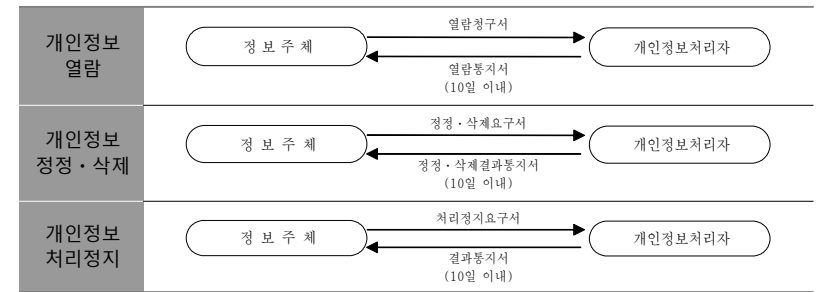 개인정보
열람
정 보 주 체
열람청구서
열람통지서
(10일 이내)
개인정보처리자
개인정보
정정・삭제
정 보 주 체
정정・삭제요구서
정정・삭제결과통지서
(10일 이내)
개인정보처리자
개인정보
처리정지
정 보 주 체
처리정지요구서
결과통지서
(10일 이내)
개인정보처리자